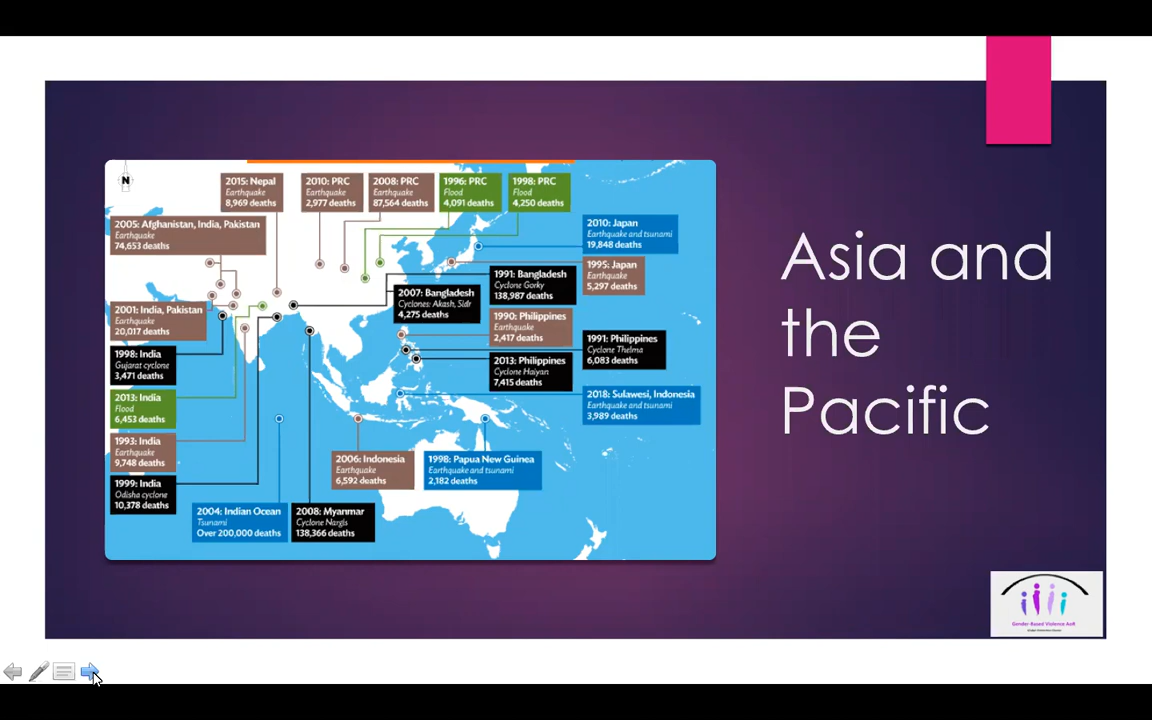 N
2015: Nepal
Earthquake
8,969 deaths
2010: PRC
Earthquake
2,977 deaths
2008: PRC
Earthquake
87,564 deaths
1996: PRC
Flood
4,091 deaths
1998: PRC
Flood
4,250 deaths
2005: Afghanistan, India, Pakistan
Earthquake
74,653 deaths
2010: Japan
Earthquake and tsunami
19,848 deaths
1995: Japan
Earthquake
5,297 deaths
1991: Bangladesh
Cyclone Gorky
138,987 deaths
2007: Bangladesh
Cyclones: Akash, Sidr
4,275 deaths
2001: India, Pakistan
Earthquake
20,017 deaths
1990: Philippines
Earthquake
2,417 deaths
1991: Philippines
Cyclone Thelma
6,083 deaths
1998: India
Gujarat cyclone
3,471 deaths
2013: Philippines
Cyclone Haiyan
7,415 deaths
2013: India
Flood
6,453 deaths
2018: Sulawesi, Indonesia
Earthquake and tsunami
3,989 deaths
1993: India
Earthquake
9,748 deaths
2006: Indonesia
Earthquake
6,592 deaths
1998: Papua New Guinea
Earthquake and tsunami
2,182 deaths
1999: India
Odisha cyclone
10,378 deaths
2004: Indian Ocean
Tsunami
Over 200,000 deaths
2008: Myanmar
Cyclone Nargis
138,366 deaths
Asia and
the
Pacific
Gender-Based Violence AoR
Global Protection Cluster